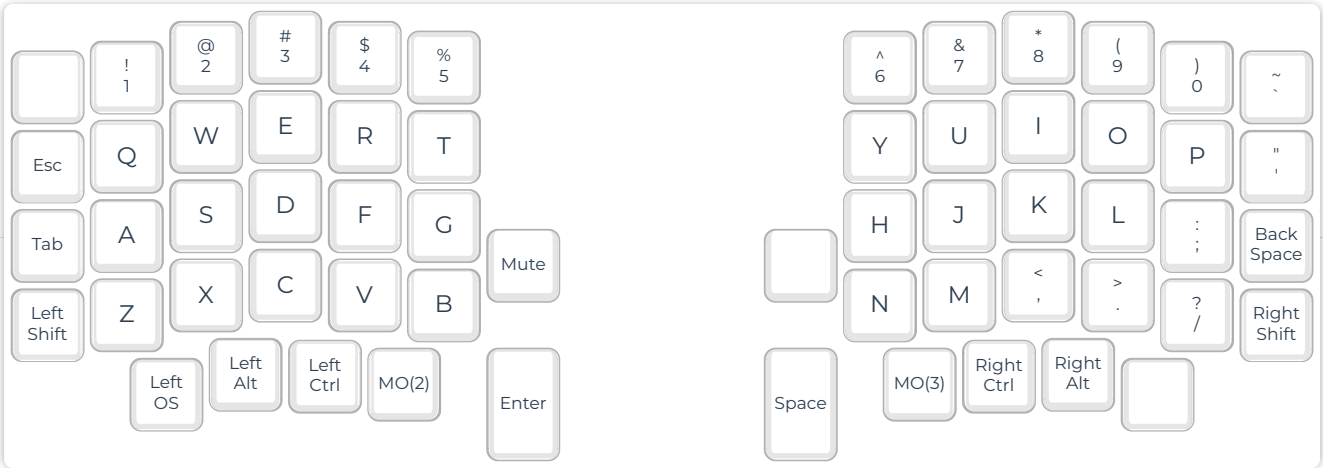 ! @ # $ %
1 2 3 4 5
^ & * ( ) ~
6 7 8 9 0 `
Esc Q W E R T
Y U I O P "
'
Tab A S D F G Mute
H J K L :
;
Back
Space
Left
Shift
Z X C V B
N M <
,
>
.
?
/
Right
Shift
Left
OS
Left
Alt
Left
Ctrl
MO(2)
Enter
Space
MO(3)
Right
Ctrl
Right
Alt